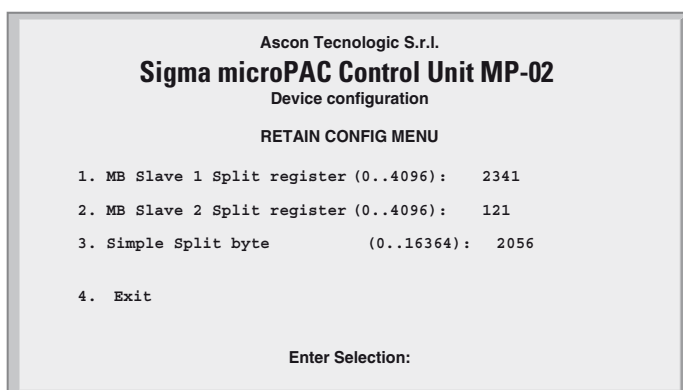 Ascon Tecnologic S.r.l.
Sigma microPAC Control Unit MP-02
Device configuration
RETAIN CONFIG MENU
1. MB Slave 1 Split register (0..4096): 2341
2. MB Slave 2 Split register (0..4096): 121
3. Simple Split byte (0..16364): 2056
4. Exit
Enter Selection: